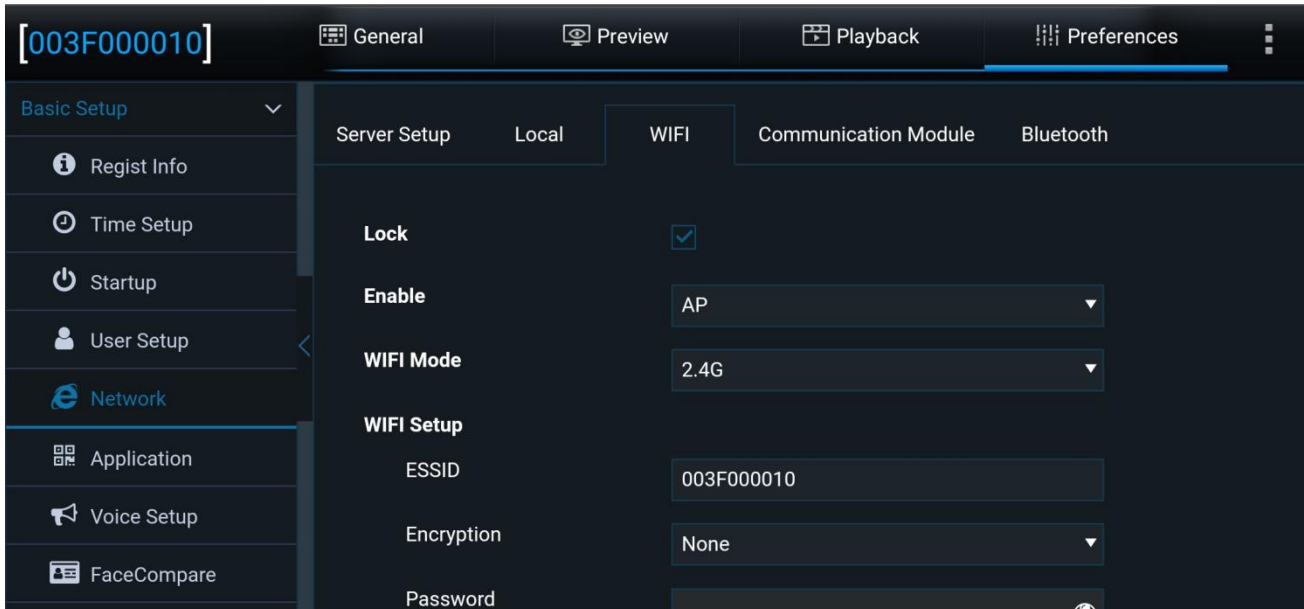 [003F000010]
General
Preview
Playback
Preferences
Basic Setup
Regist Info
Time Setup
Startup
User Setup
Network
Application
Voice Setup
FaceCompare
Server Setup
Local
WIFI
Communication Module
Bluetooth
Lock
Enable
AP
WIFI Mode
2.4G
WIFI Setup
ESSID
003F000010
Encryption
None
Password